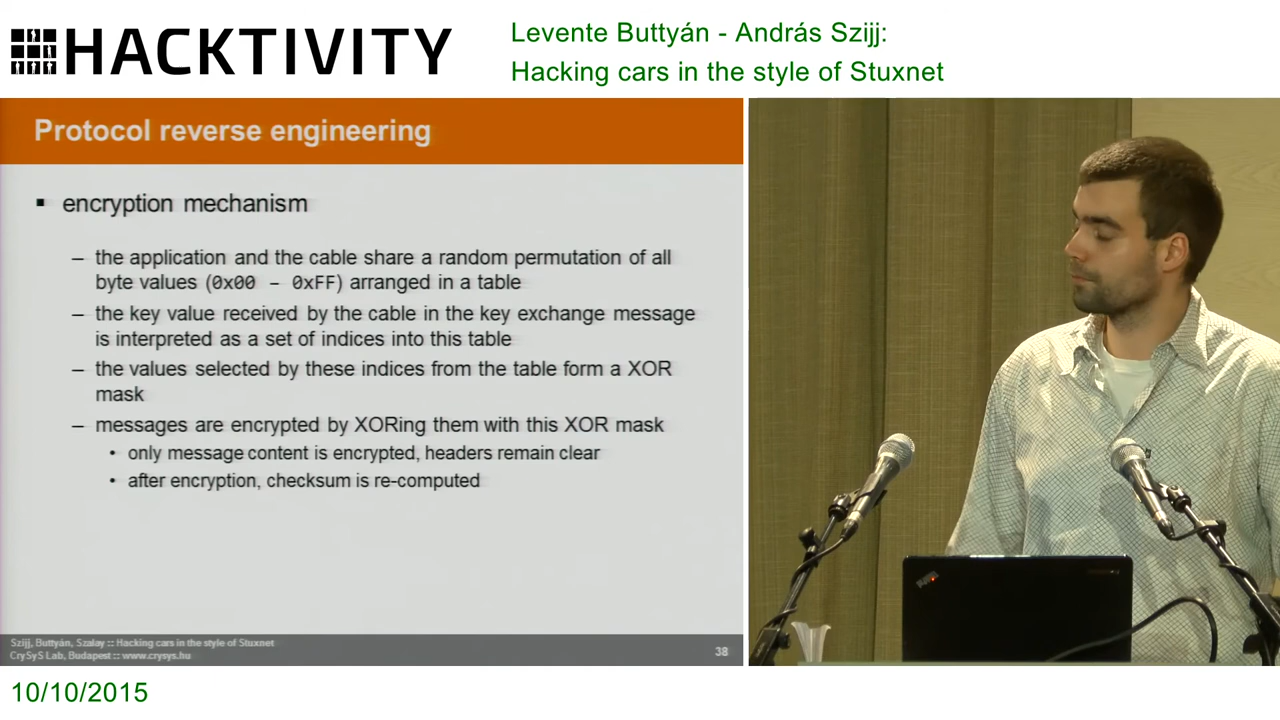 HACKTIVITY
Levente Buttyán - András Szijj:
Hacking cars in the style of Stuxnet
Protocol reverse engineering
▪ encryption mechanism
– the application and the cable share a random permutation of all
byte values (0x00 – 0xFF) arranged in a table
– the key value received by the cable in the key exchange message
is interpreted as a set of indices into this table
– the values selected by these indices from the table form a XOR
mask
– messages are encrypted by XORing them with this XOR mask
• only message content is encrypted, headers remain clear
• after encryption, checksum is re-computed
Szijj, Buttyán, Szalay :: Hacking cars in the style of Stuxnet
CrySyS Lab, Budapest :: www.crysys.hu
38
10/10/2015